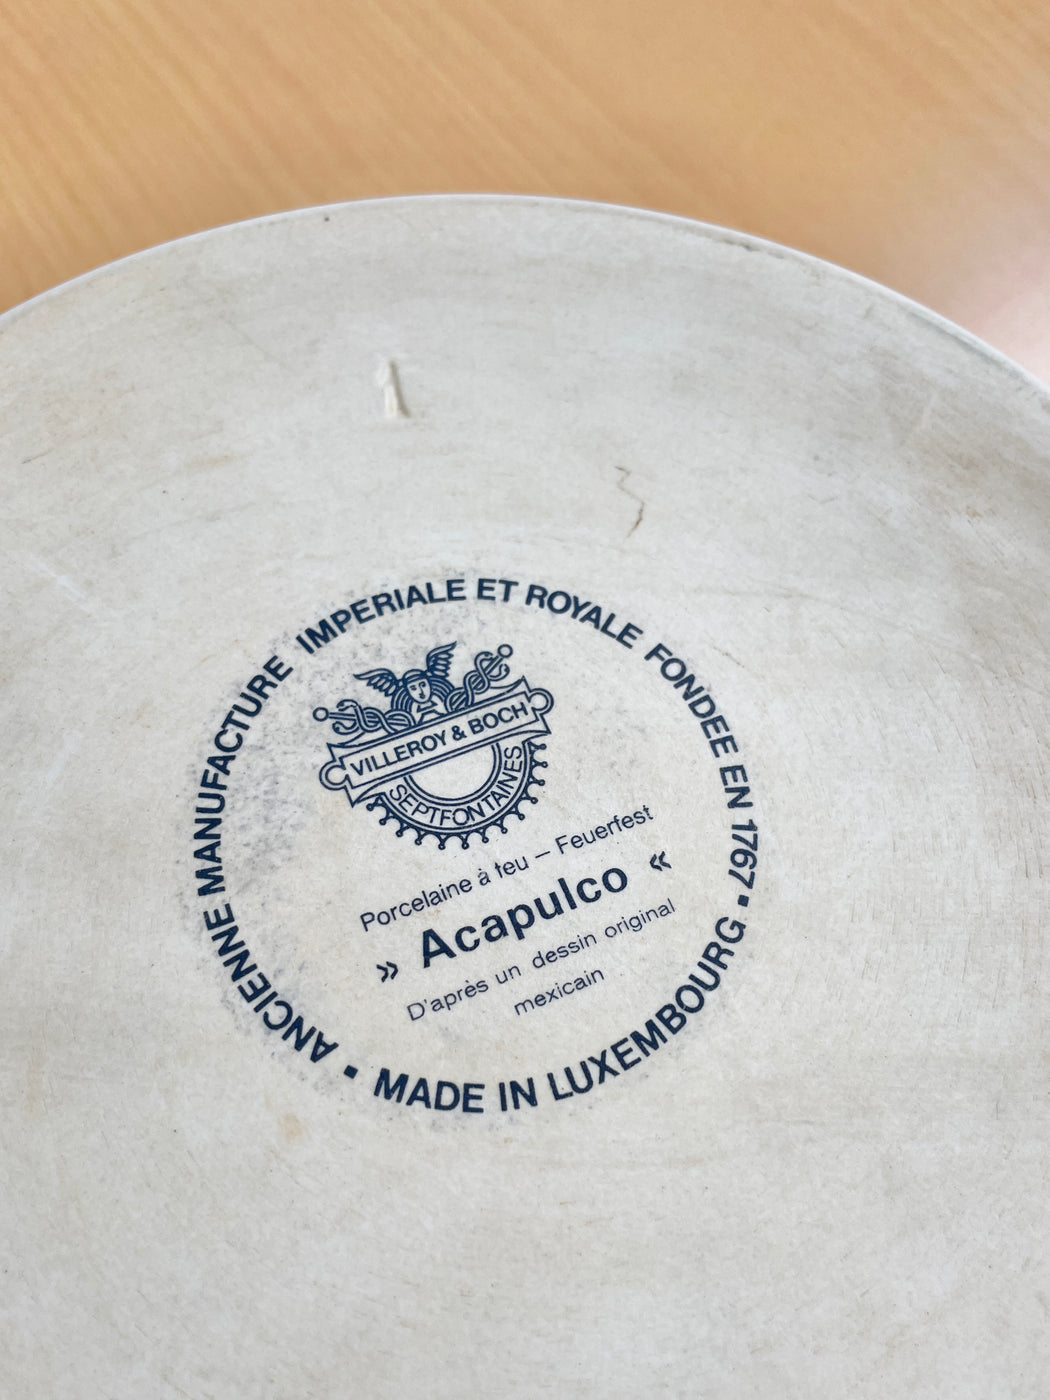 1
ANCIENNE MANUFACTURE IMPERIALE ET ROYALE FONDEE EN 1767 ▪ MADE IN LUXEMBOURG ▪
VILLEROY & BOCH
SEPTFONTAINES
Porcelaine à feu – Feuerfest
» Acapulco «
D'après un dessin original
mexicain